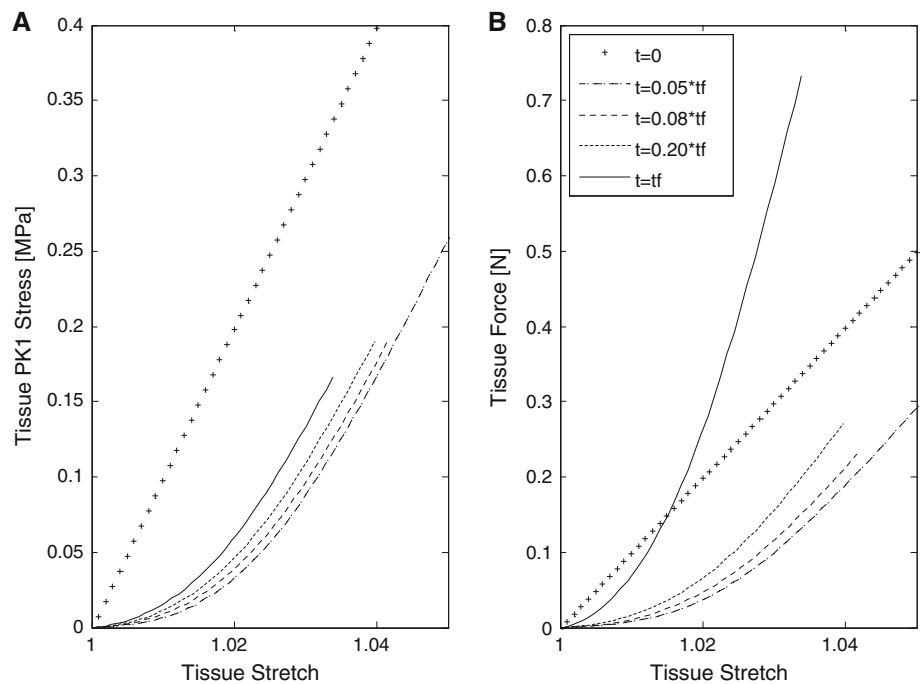 A
Tissue PK1 Stress [MPa]
0.4
0.35
0.3
0.25
0.2
0.15
0.1
0.05
0
1
1.02
1.04
Tissue Stretch
B
Tissue Force [N]
0.8
0.7
0.6
0.5
0.4
0.3
0.2
0.1
0
1
1.02
1.04
Tissue Stretch
t=0
t=0.05*tf
t=0.08*tf
t=0.20*tf
t=tf